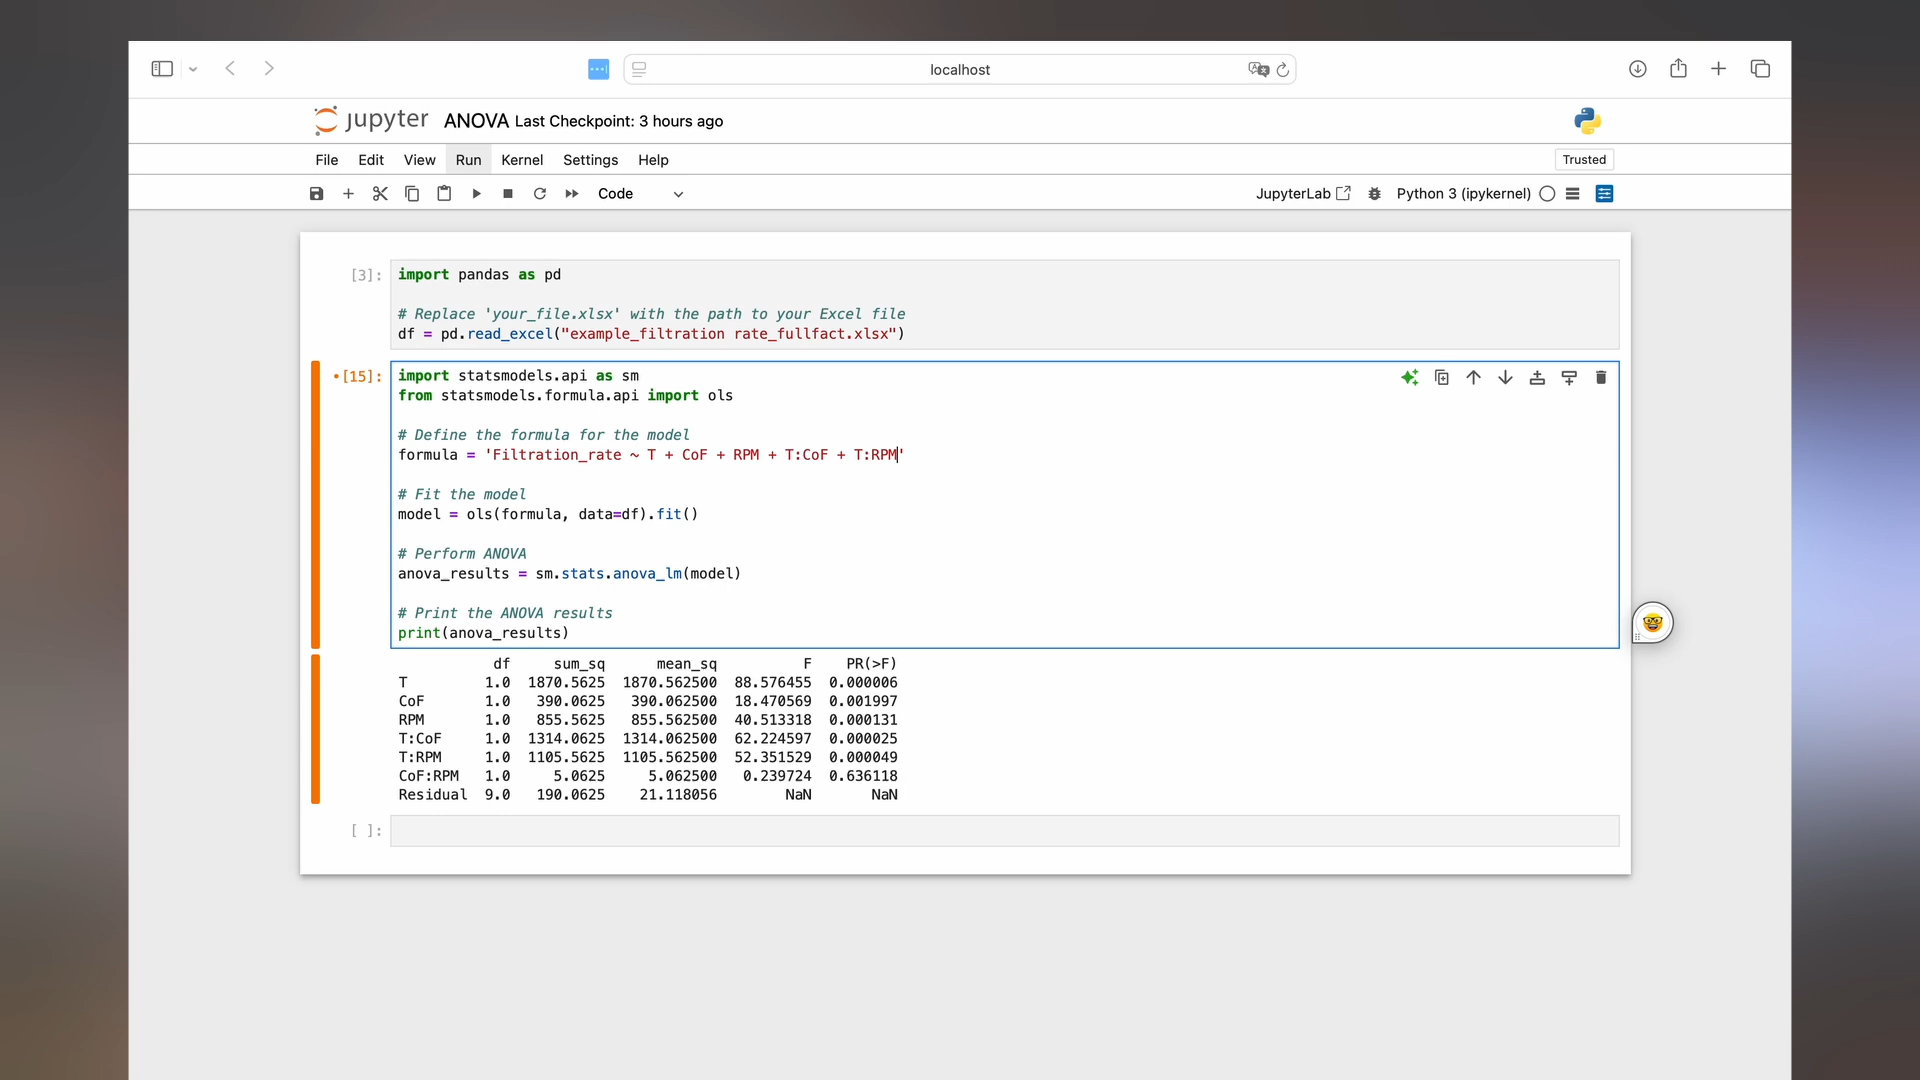 localhost
jupyter ANOVA Last Checkpoint: 3 hours ago
File Edit View Run Kernel Settings Help
Trusted
Code
JupyterLab
Python 3 (ipykernel)
[3]:
import pandas as pd
# Replace 'your_file.xlsx' with the path to your Excel file
df = pd.read_excel("example_filtration rate_fullfact.xlsx")
•[15]:
import statsmodels.api as sm
from statsmodels.formula.api import ols
# Define the formula for the model
formula = 'Filtration_rate ~ T + CoF + RPM + T:CoF + T:RPM'
# Fit the model
model = ols(formula, data=df).fit()
# Perform ANOVA
anova_results = sm.stats.anova_lm(model)
# Print the ANOVA results
print(anova_results)
df sum_sq mean_sq F PR(>F)
T 1.0 1870.5625 1870.562500 88.576455 0.000006
CoF 1.0 390.0625 390.062500 18.470569 0.001997
RPM 1.0 855.5625 855.562500 40.513318 0.000131
T:CoF 1.0 1314.0625 1314.062500 62.224597 0.000025
T:RPM 1.0 1105.5625 1105.562500 52.351529 0.000049
CoF:RPM 1.0 5.0625 5.062500 0.239724 0.636118
Residual 9.0 190.0625 21.118056 NaN NaN
[ ]: